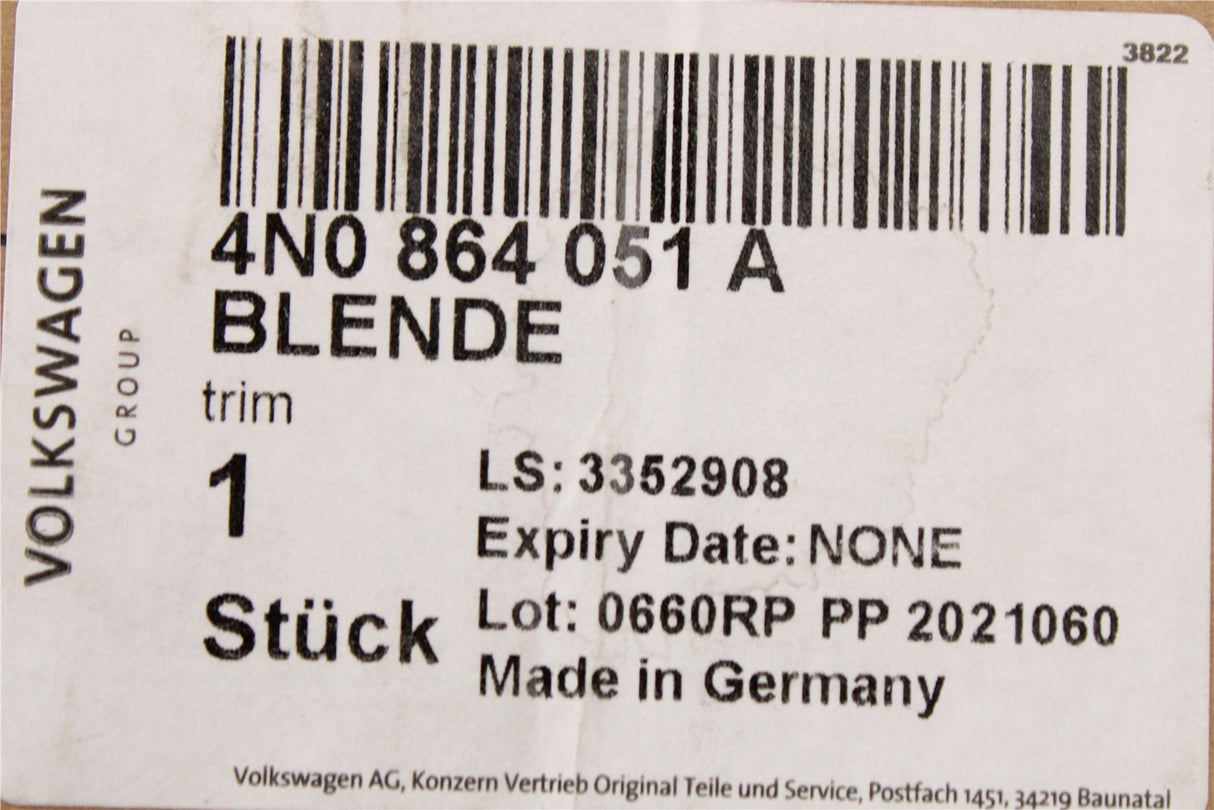 3822
4N0 864 051 A
BLENDE
trim
1
Stück
LS: 3352908
Expiry Date: NONE
Lot: 0660RP PP 2021060
Made in Germany
VOLKSWAGEN
GROUP
Volkswagen AG, Konzern Vertrieb Original Teile und Service, Postfach 1451, 34219 Baunatal